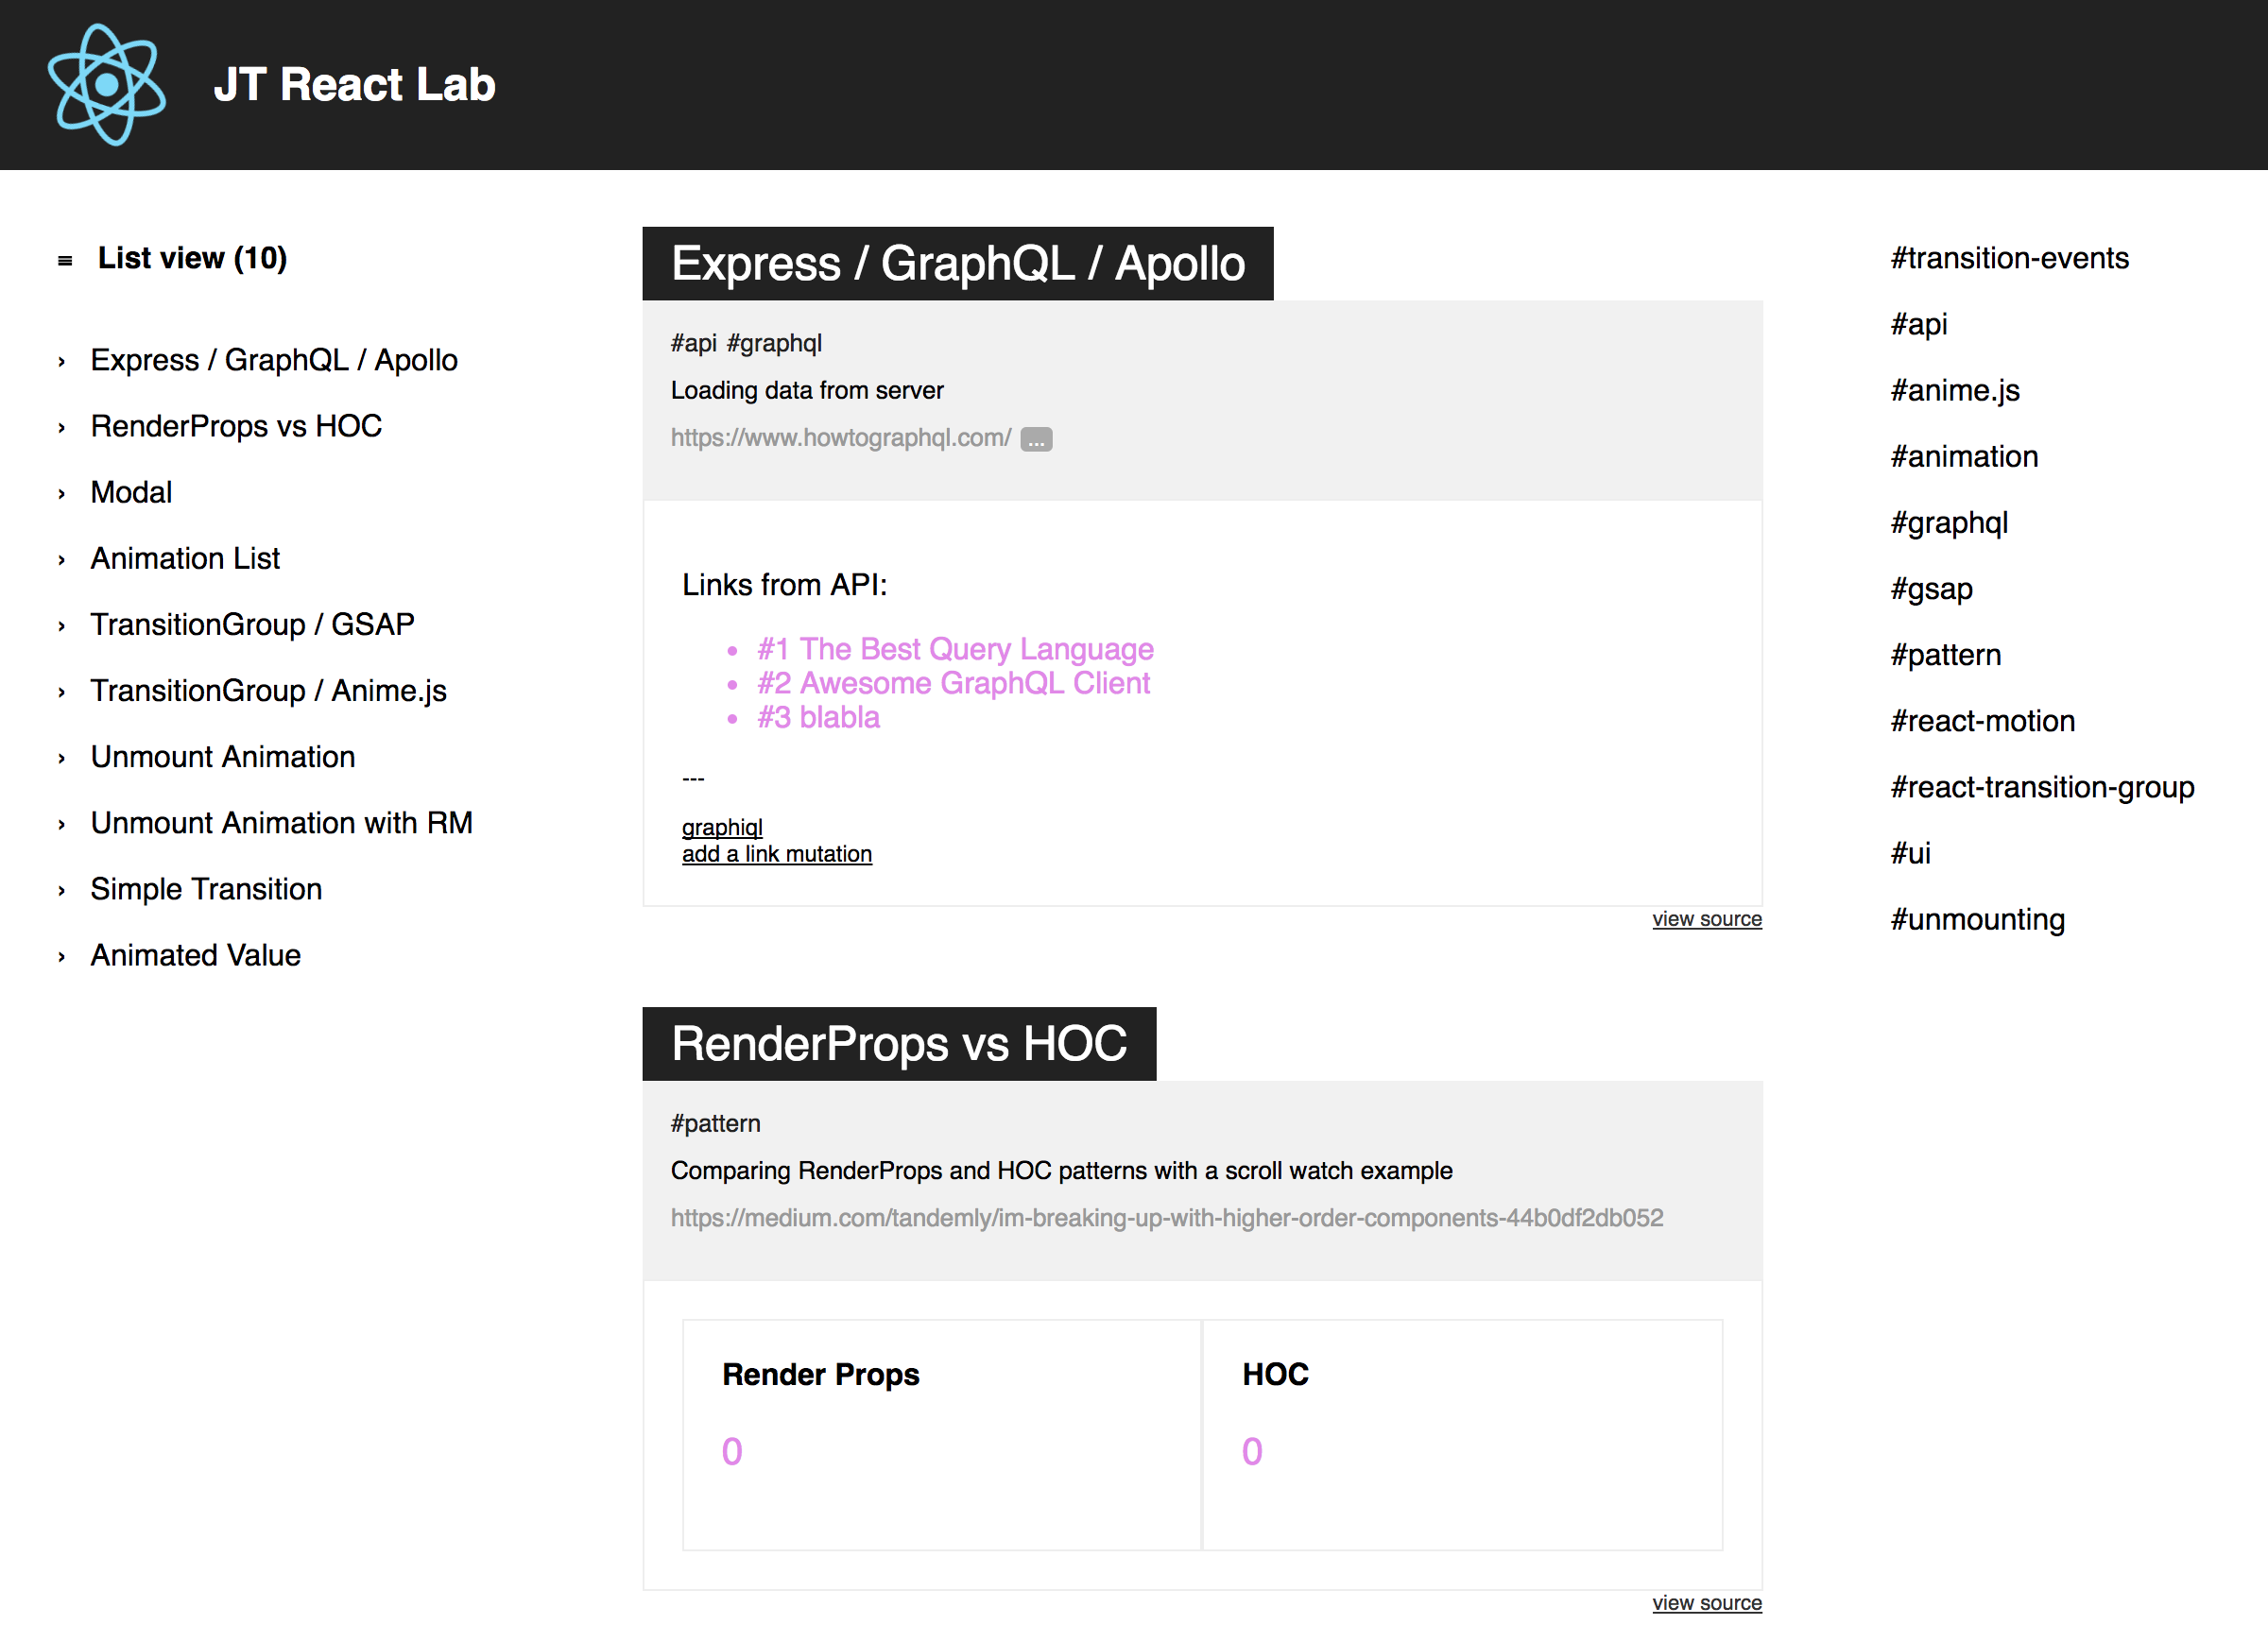 JT React Lab
≡ List view (10)
› Express / GraphQL / Apollo
› RenderProps vs HOC
› Modal
› Animation List
› TransitionGroup / GSAP
› TransitionGroup / Anime.js
› Unmount Animation
› Unmount Animation with RM
› Simple Transition
› Animated Value
Express / GraphQL / Apollo
#api #graphql
Loading data from server
https://www.howtographql.com/ ...
Links from API:
• #1 The Best Query Language
• #2 Awesome GraphQL Client
• #3 blabla
---
graphiql
add a link mutation
view source
RenderProps vs HOC
#pattern
Comparing RenderProps and HOC patterns with a scroll watch example
https://medium.com/tandemly/im-breaking-up-with-higher-order-components-44b0df2db052
Render Props
0
HOC
0
view source
#transition-events
#api
#anime.js
#animation
#graphql
#gsap
#pattern
#react-motion
#react-transition-group
#ui
#unmounting